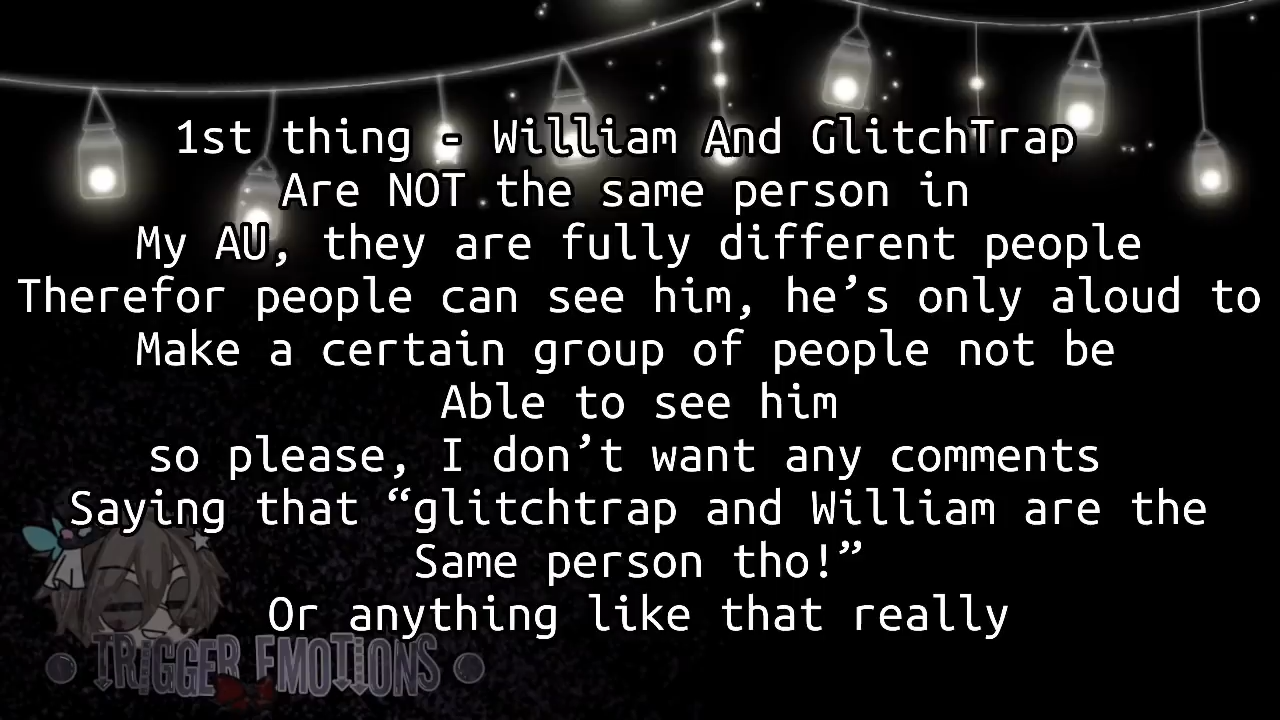 1st thing - William And GlitchTrap
Are NOT the same person in
My AU, they are fully different people
Therefor people can see him, he’s only aloud to
Make a certain group of people not be
Able to see him
so please, I don’t want any comments
Saying that “glitchtrap and William are the
Same person tho!”
Or anything like that really
TRIGGER EMOTIONS